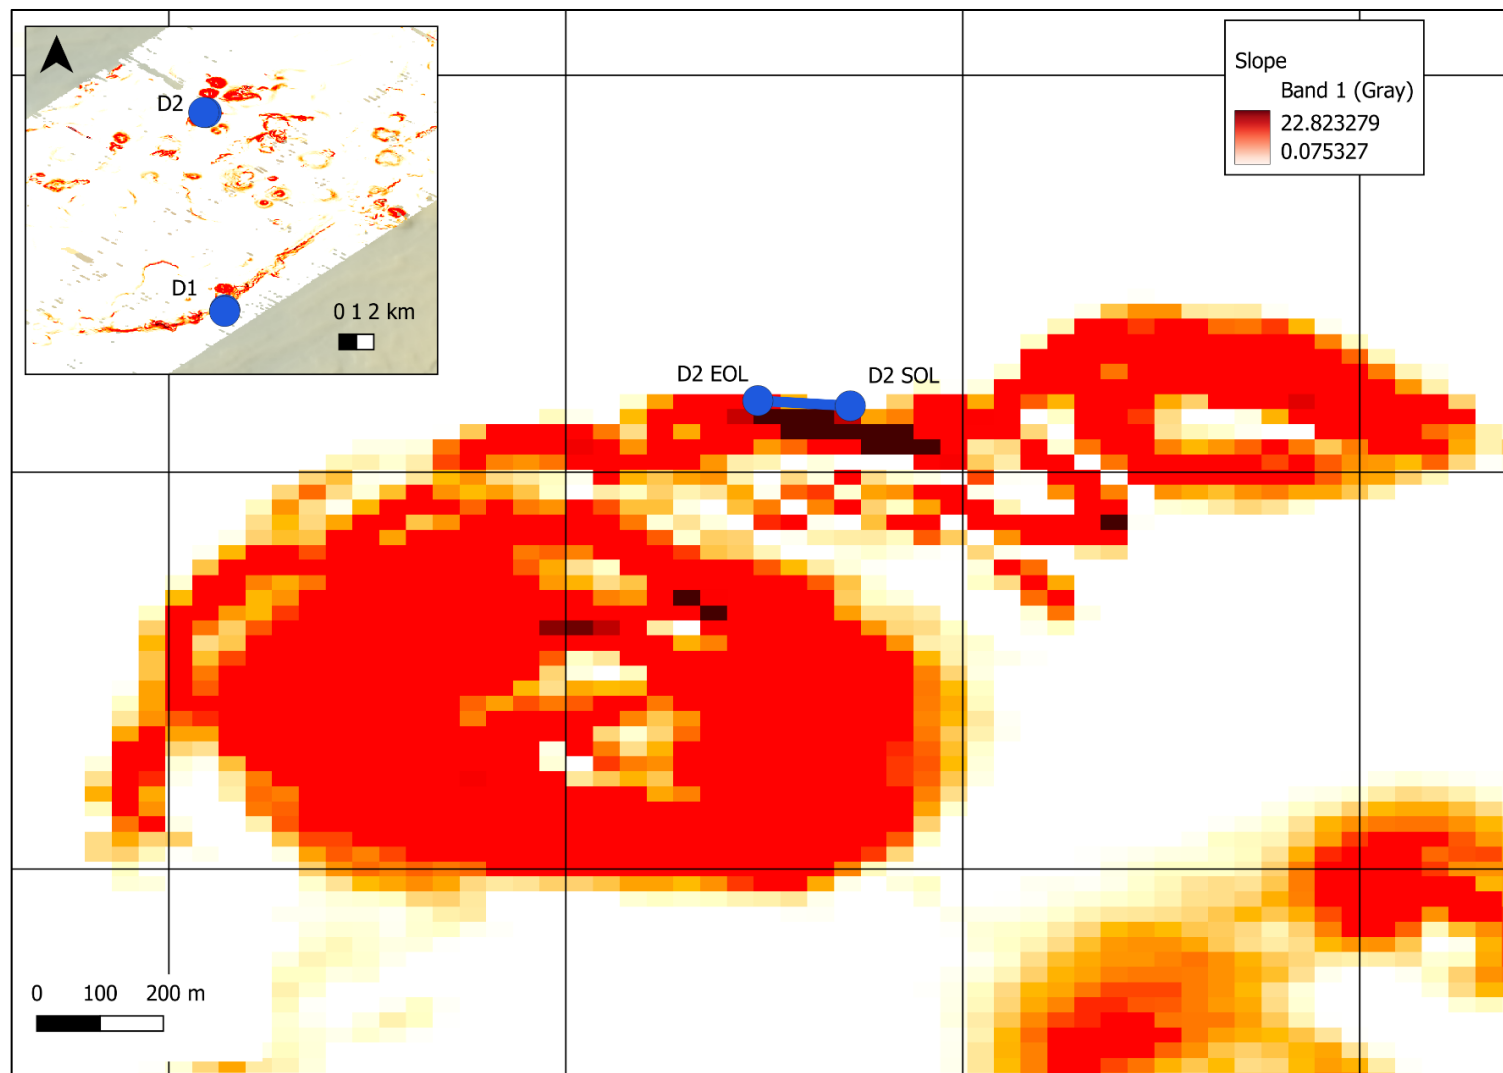 D2
D1
0 1 2 km
Slope
Band 1 (Gray)
22.823279
0.075327
D2 EOL
D2 SOL
0 100 200 m